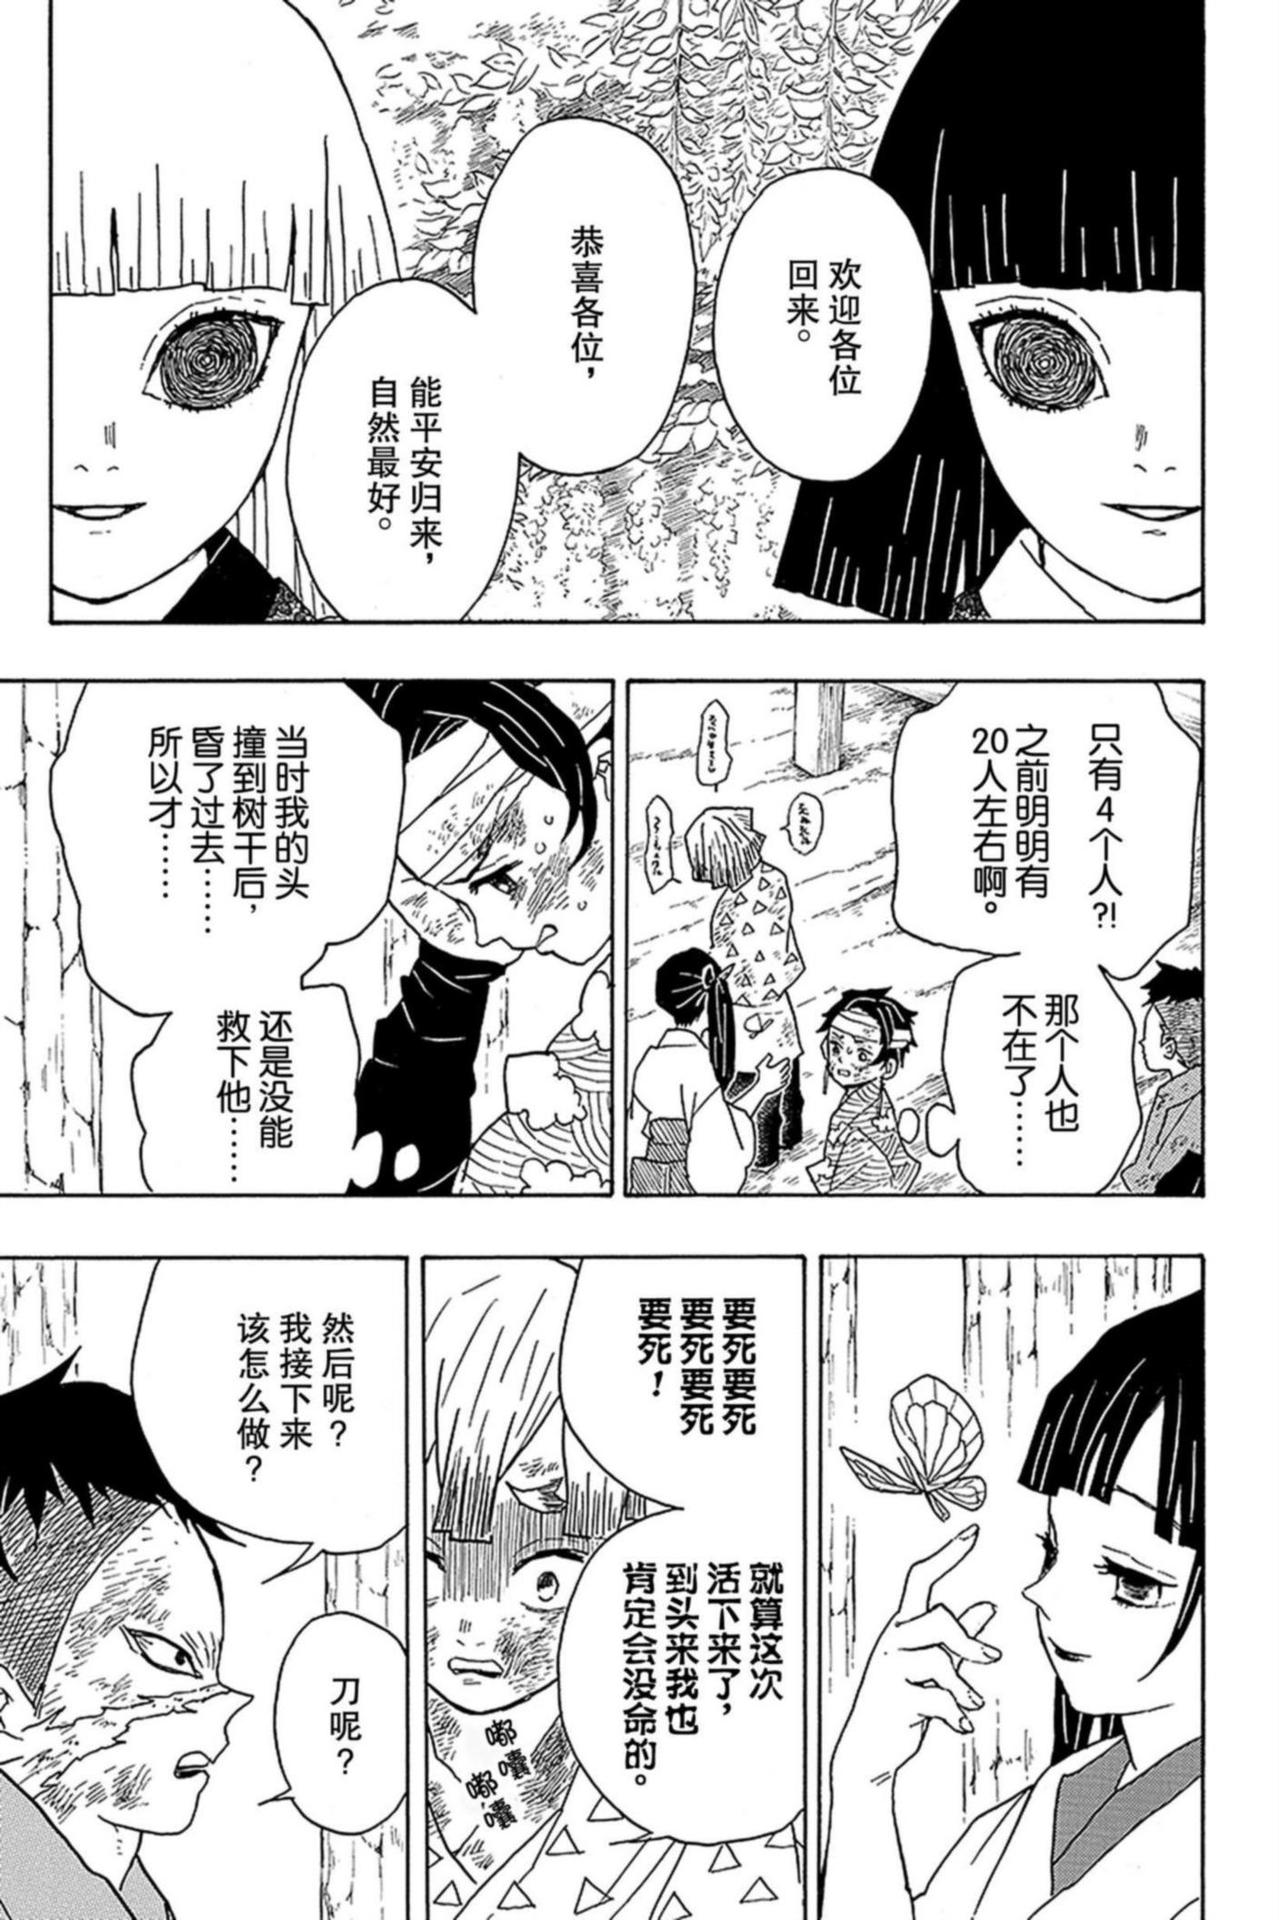 欢迎各位
回来。
恭喜各位，
能平安归来，
自然最好。
只有4个人?!
之前明明有
20人左右啊。
那个人也
不在了……
当时我的头
撞到树干后，
昏了过去……
所以才……
还是没能
救下他……
要死要死
要死要死
要死！
就算这次
活下来了，
到头来我也
肯定会没命的。
嘟囔
嘟囔
然后呢？
我接下来
该怎么做？
刀呢？